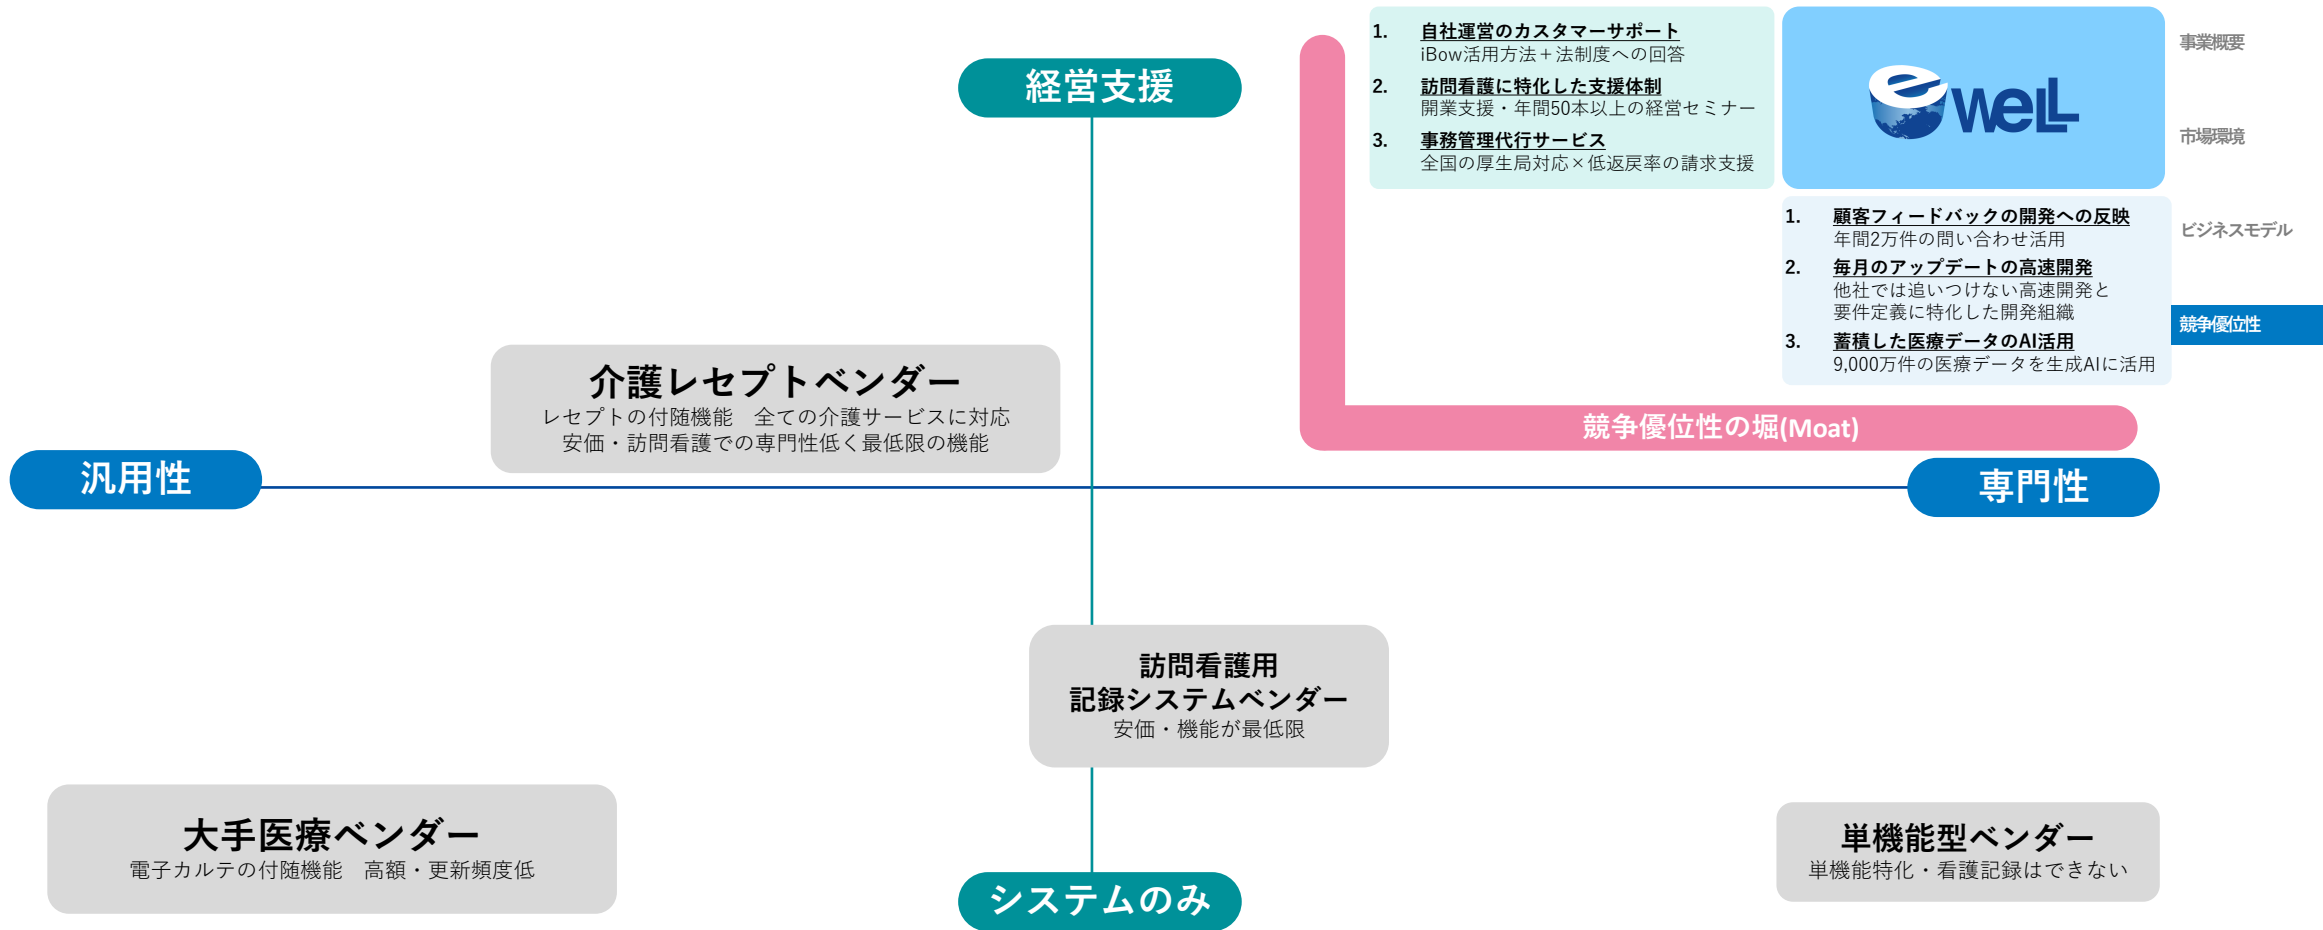 経営支援
1. 自社運営のカスタマーサポート
iBow活用方法＋法制度への回答
2. 訪問看護に特化した支援体制
開業支援・年間50本以上の経営セミナー
3. 事務管理代行サービス
全国の厚生局対応×低返戻率の請求支援
eWeLL
1. 顧客フィードバックの開発への反映
年間2万件の問い合わせ活用
2. 毎月のアップデートの高速開発
他社では追いつけない高速開発と
要件定義に特化した開発組織
3. 蓄積した医療データのAI活用
9,000万件の医療データを生成AIに活用
競争優位性の堀(Moat)
事業概要
市場環境
ビジネスモデル
競争優位性
介護レセプトベンダー
レセプトの付随機能　全ての介護サービスに対応
安価・訪問看護での専門性低く最低限の機能
汎用性
専門性
訪問看護用
記録システムベンダー
安価・機能が最低限
大手医療ベンダー
電子カルテの付随機能　高額・更新頻度低
単機能型ベンダー
単機能特化・看護記録はできない
システムのみ